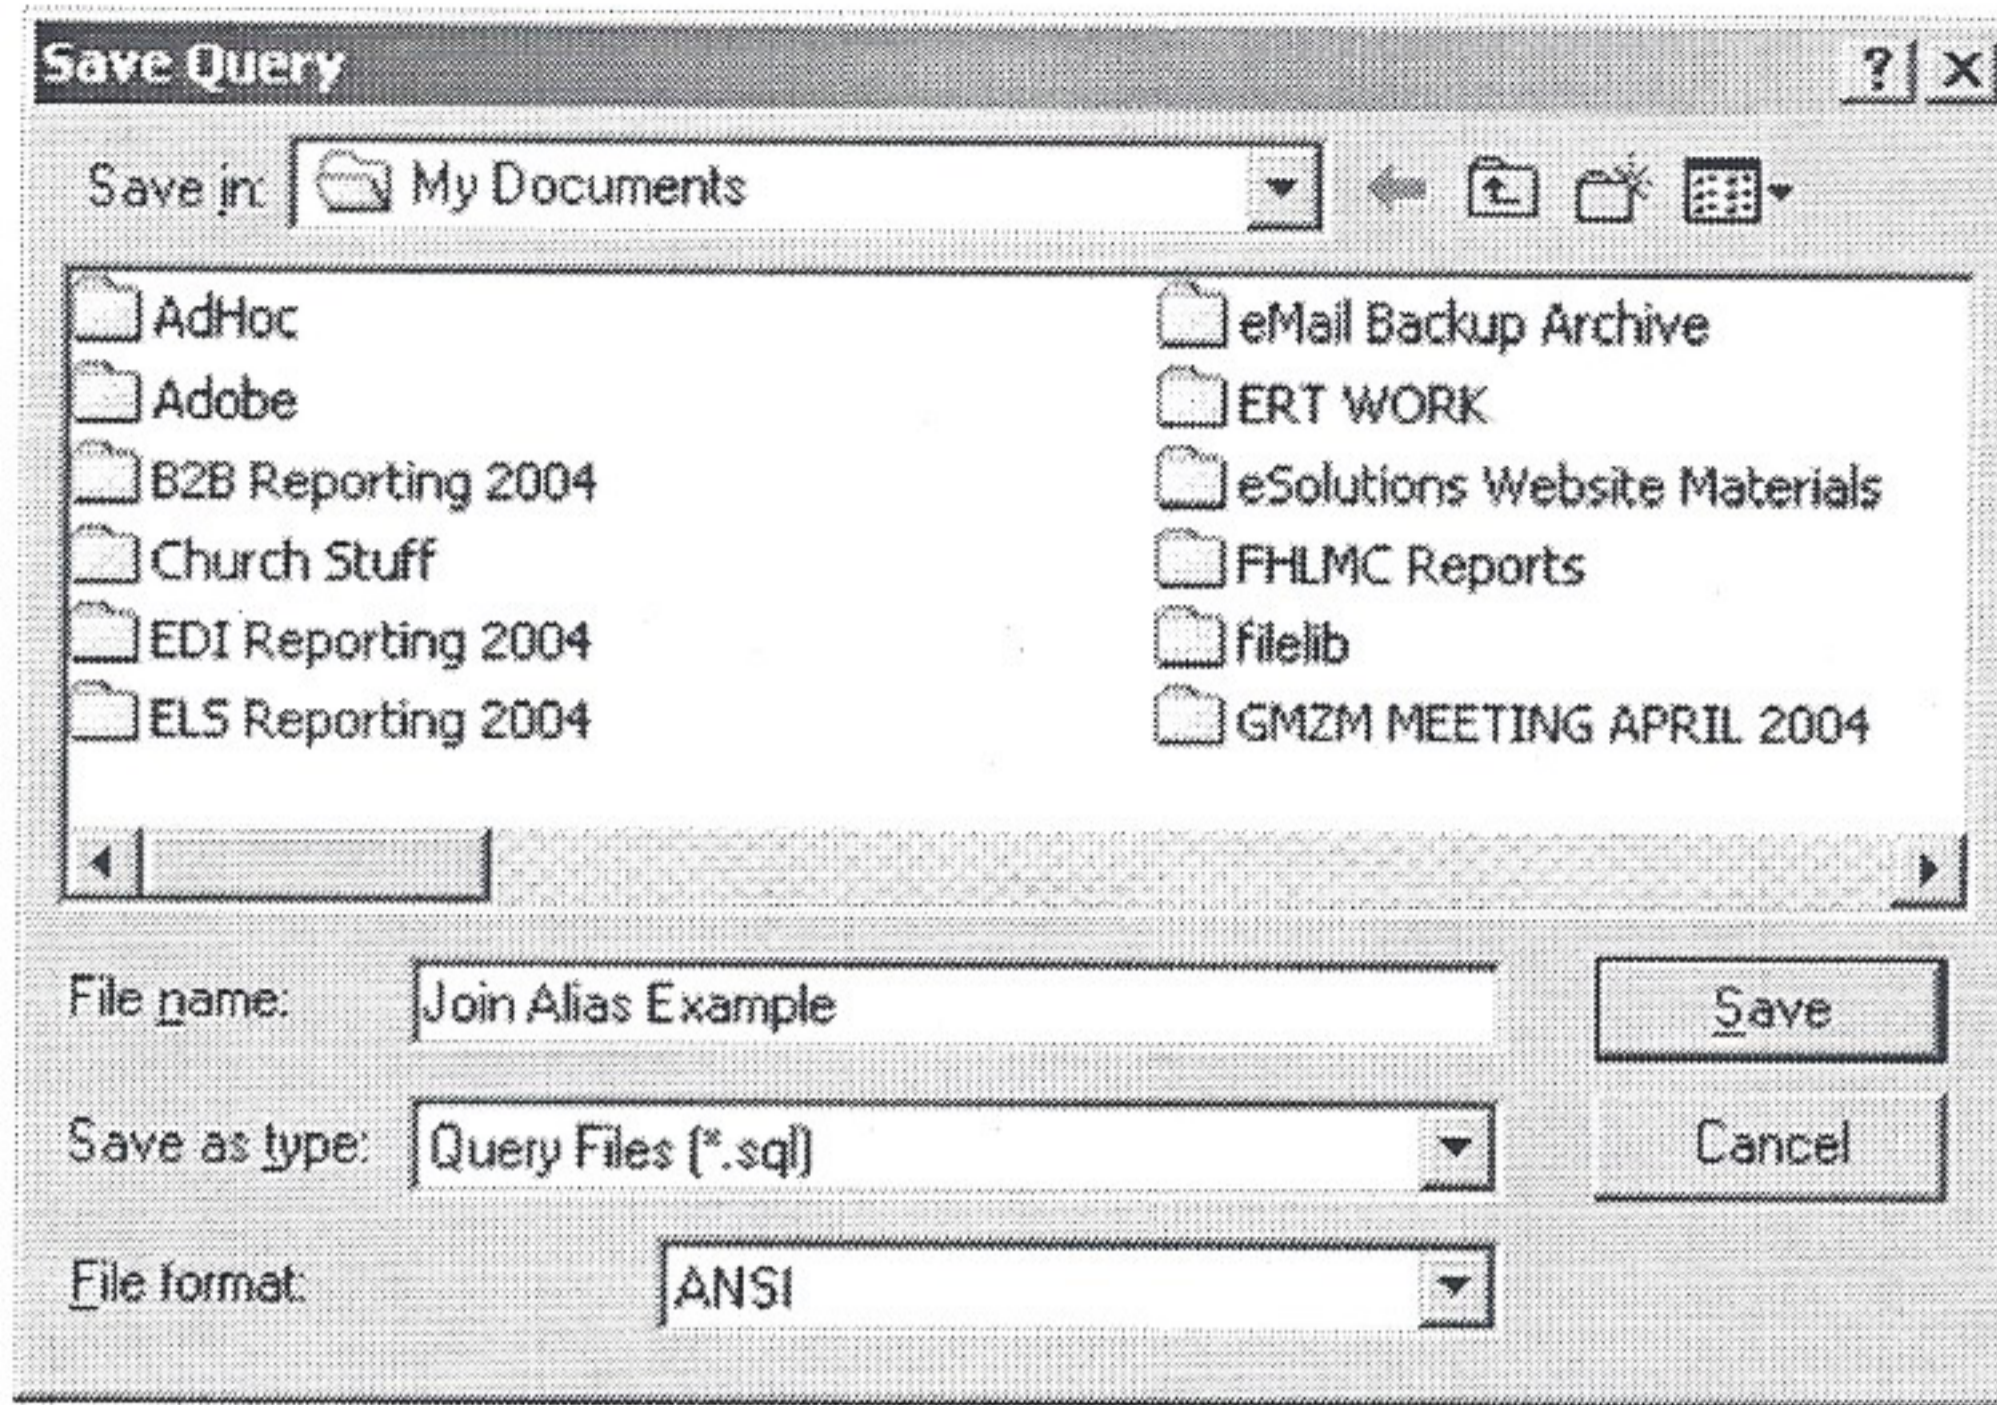 Save Query
? X
Save in: My Documents
AdHoc
Adobe
B2B Reporting 2004
Church Stuff
EDI Reporting 2004
ELS Reporting 2004
eMail Backup Archive
ERT WORK
eSolutions Website Materials
FHLMC Reports
filelib
GMZM MEETING APRIL 2004
File name: Join Alias Example
Save
Save as type: Query Files (*.sql)
Cancel
File format: ANSI